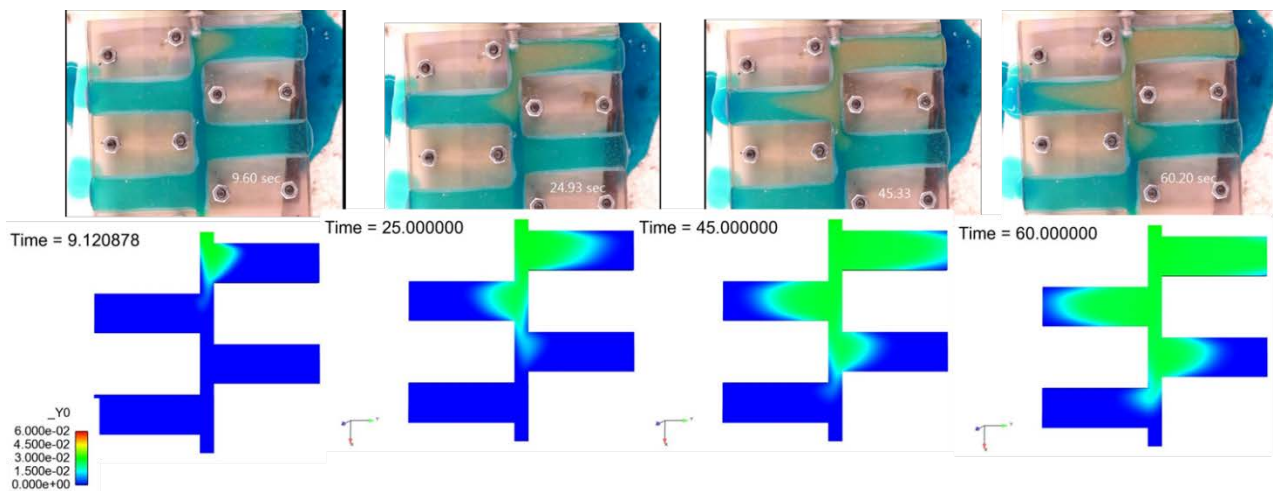 9.60 sec
24.93 sec
45.33
60.20 sec
Time = 9.120878
Time = 25.000000
Time = 45.000000
Time = 60.000000
_Y0
6.000e-02
4.500e-02
3.000e-02
1.500e-02
0.000e+00